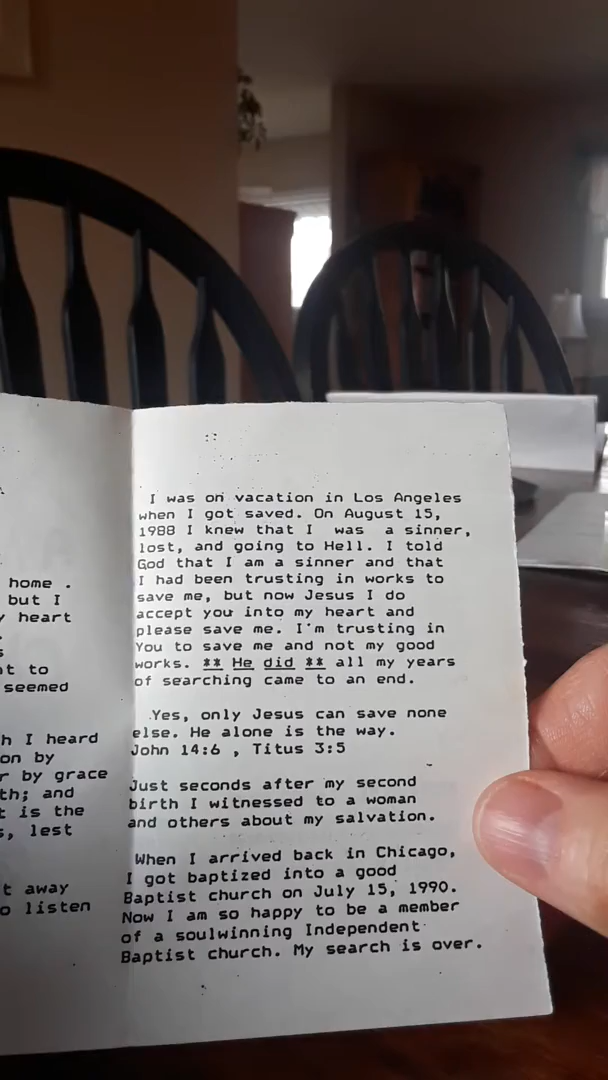 home .
but I
heart
t to
seemed
h I heard
on by
r by grace
th; and
t is the
s, lest
t away
o listen
I was on vacation in Los Angeles
when I got saved. On August 15,
1988 I knew that I was a sinner,
lost, and going to Hell. I told
God that I am a sinner and that
I had been trusting in works to
save me, but now Jesus I do
accept you into my heart and
please save me. I'm trusting in
You to save me and not my good
works. ** He did ** all my years
of searching came to an end.
Yes, only Jesus can save none
else. He alone is the way.
John 14:6 , Titus 3:5
Just seconds after my second
birth I witnessed to a woman
and others about my salvation.
When I arrived back in Chicago,
I got baptized into a good
Baptist church on July 15, 1990.
Now I am so happy to be a member
of a soulwinning Independent
Baptist church. My search is over.